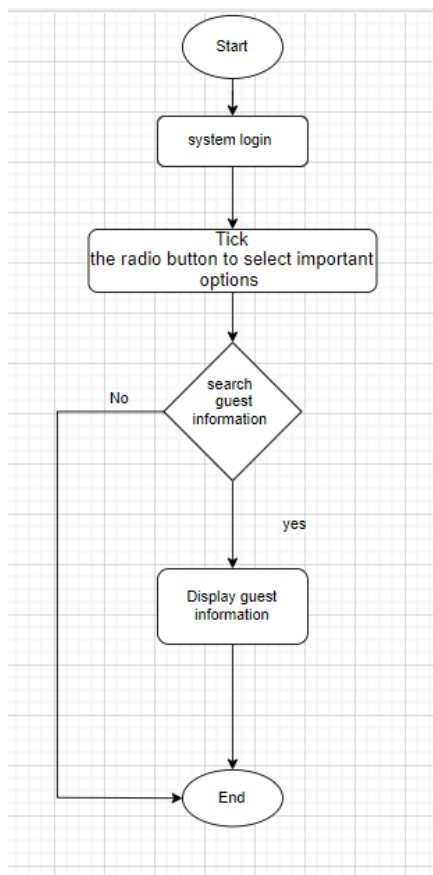 Start
system login
Tick
the radio button to select important
options
search
guest
information
No
yes
Display guest
information
End